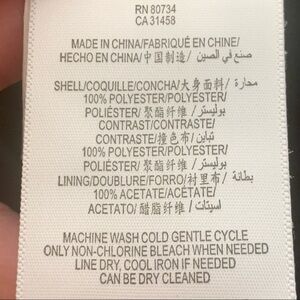 RN 80734
CA 31458
MADE IN CHINA/FABRIQUÉ EN CHINE/
HECHO EN CHINA/中国制造/ صنع في الصين
SHELL/COQUILLE/CONCHA/大身面料/ محارة
100% POLYESTER/POLYESTER/
POLIÉSTER/聚酯纤维 / بوليستر
CONTRAST/CONTRASTE/
CONTRASTE/撞色布/ تباين
100% POLYESTER/POLYESTER/
POLIÉSTER/ 聚酯纤维/ بوليستر
LINING/DOUBLURE/FORRO/衬里布/ بطانة
100% ACETATE/ACÉTATE/
ACETATO/ 醋酯纤维 / اسيتات
MACHINE WASH COLD GENTLE CYCLE
ONLY NON-CHLORINE BLEACH WHEN NEEDED
LINE DRY, COOL IRON IF NEEDED
CAN BE DRY CLEANED